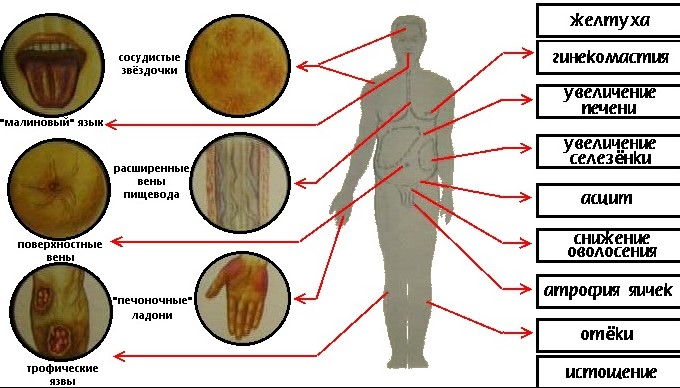 сосудистые
звёздочки
"малиновый" язык
расширенные
вены
пищевода
поверхностные
вены
"печоночные"
ладони
трофические
язвы
желтуха
гинекомастия
увеличение
печени
увеличение
селезёнки
асцит
снижение
оволосения
атрофия яичек
отёки
истощение